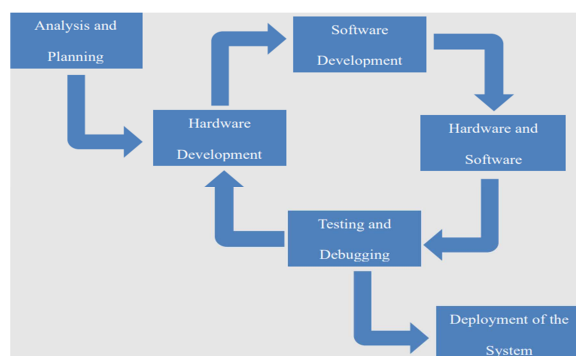 Analysis and
Planning
Software
Development
Hardware
Development
Hardware and
Software
Testing and
Debugging
Deployment of the
System